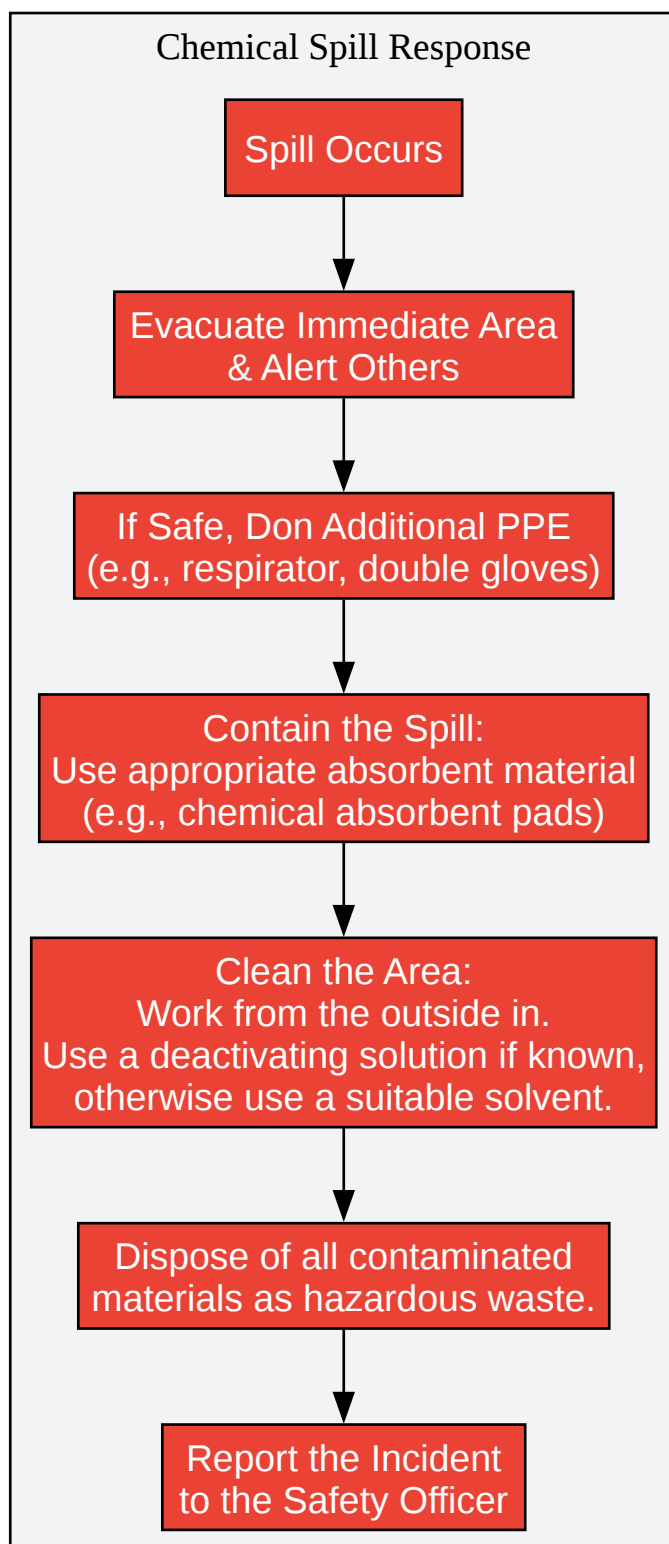 Chemical Spill Response
Spill Occurs
Evacuate Immediate Area
& Alert Others
If Safe, Don Additional PPE
(e.g., respirator, double gloves)
Contain the Spill:
Use appropriate absorbent material
(e.g., chemical absorbent pads)
Clean the Area:
Work from the outside in.
Use a deactivating solution if known,
otherwise use a suitable solvent.
Dispose of all contaminated
materials as hazardous waste.
Report the Incident
to the Safety Officer